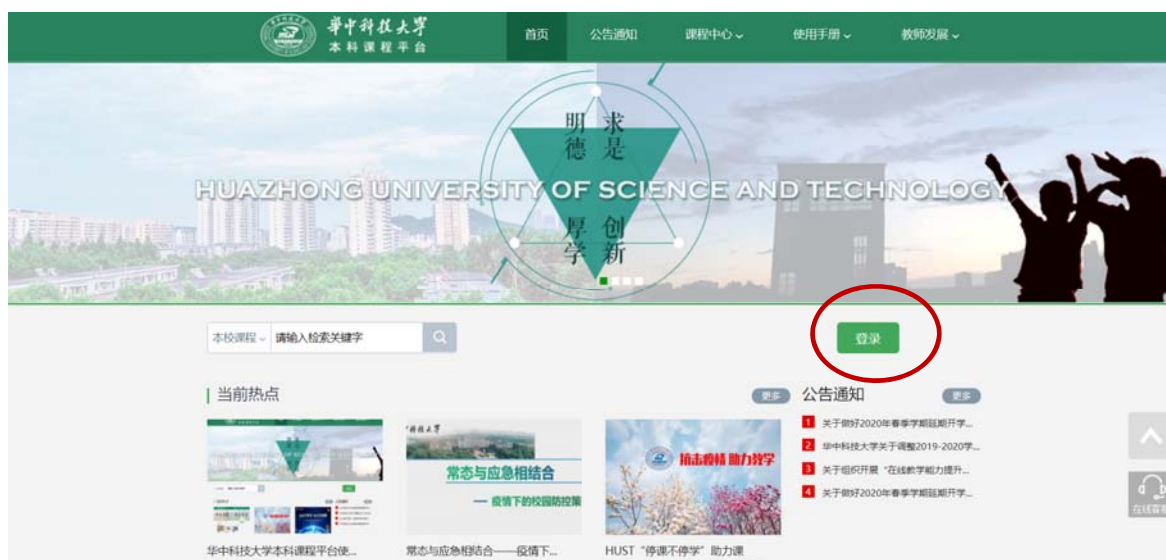 華中科技大學
本科课程平台
首页
公告通知
课程中心
使用手册
教师发展
明德 求是
HUAZHONG UNIVERSITY OF SCIENCE AND TECHNOLOGY
厚学 创新
本校课程
请输入检索关键字
登录
当前热点
更多
公告通知
更多
1 关于做好2020年春季学期延期开学...
2 华中科技大学关于调整2019-2020学...
3 关于组织开展“在线教学能力提升...
4 关于做好2020年春季学期延期开学...
常态与应急相结合
—— 疫情下的校园防控策
抗击疫情 助力教学
在线客服
华中科技大学本科课程平台使...
常态与应急相结合——疫情下...
HUST“停课不停学”助力课